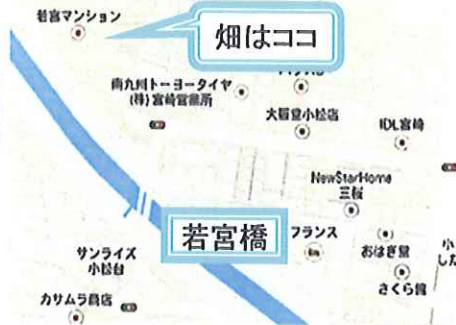 若宮マンション
畑はココ
南九州トーヨータイヤ
(株)宮崎営業所
大畠堂小松店
IDL宮崎
NewStarHome
三桜
若宮橋
フランス
おはぎ屋
さくら館
サンライズ
小松台
カサムラ商店